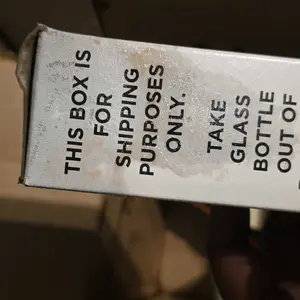 THIS BOX IS
FOR
SHIPPING
PURPOSES
ONLY.
TAKE
GLASS
BOTTLE
OUT OF